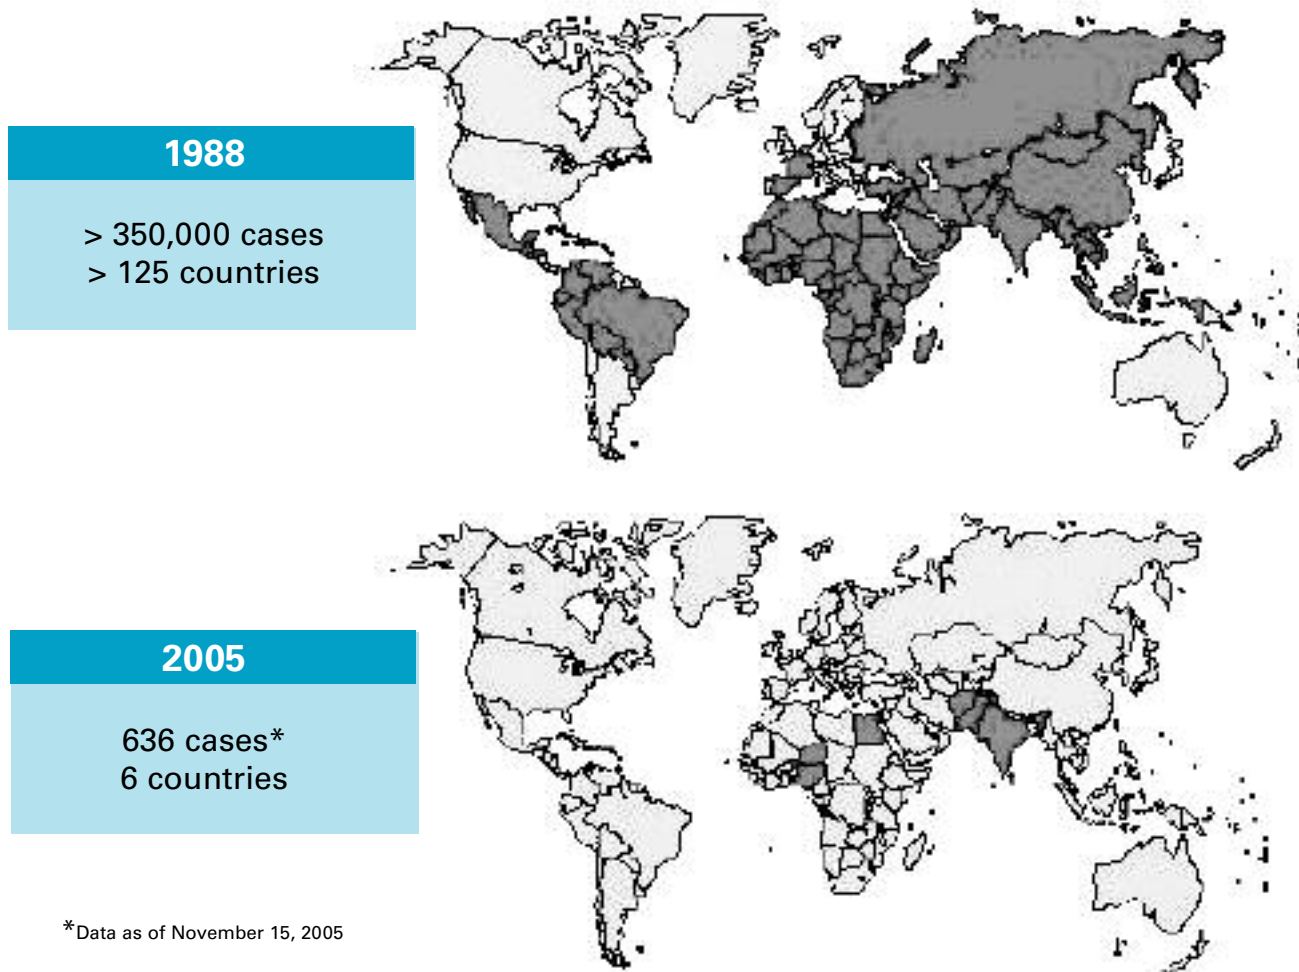 1988
> 350,000 cases
> 125 countries
2005
636 cases*
6 countries
*Data as of November 15, 2005